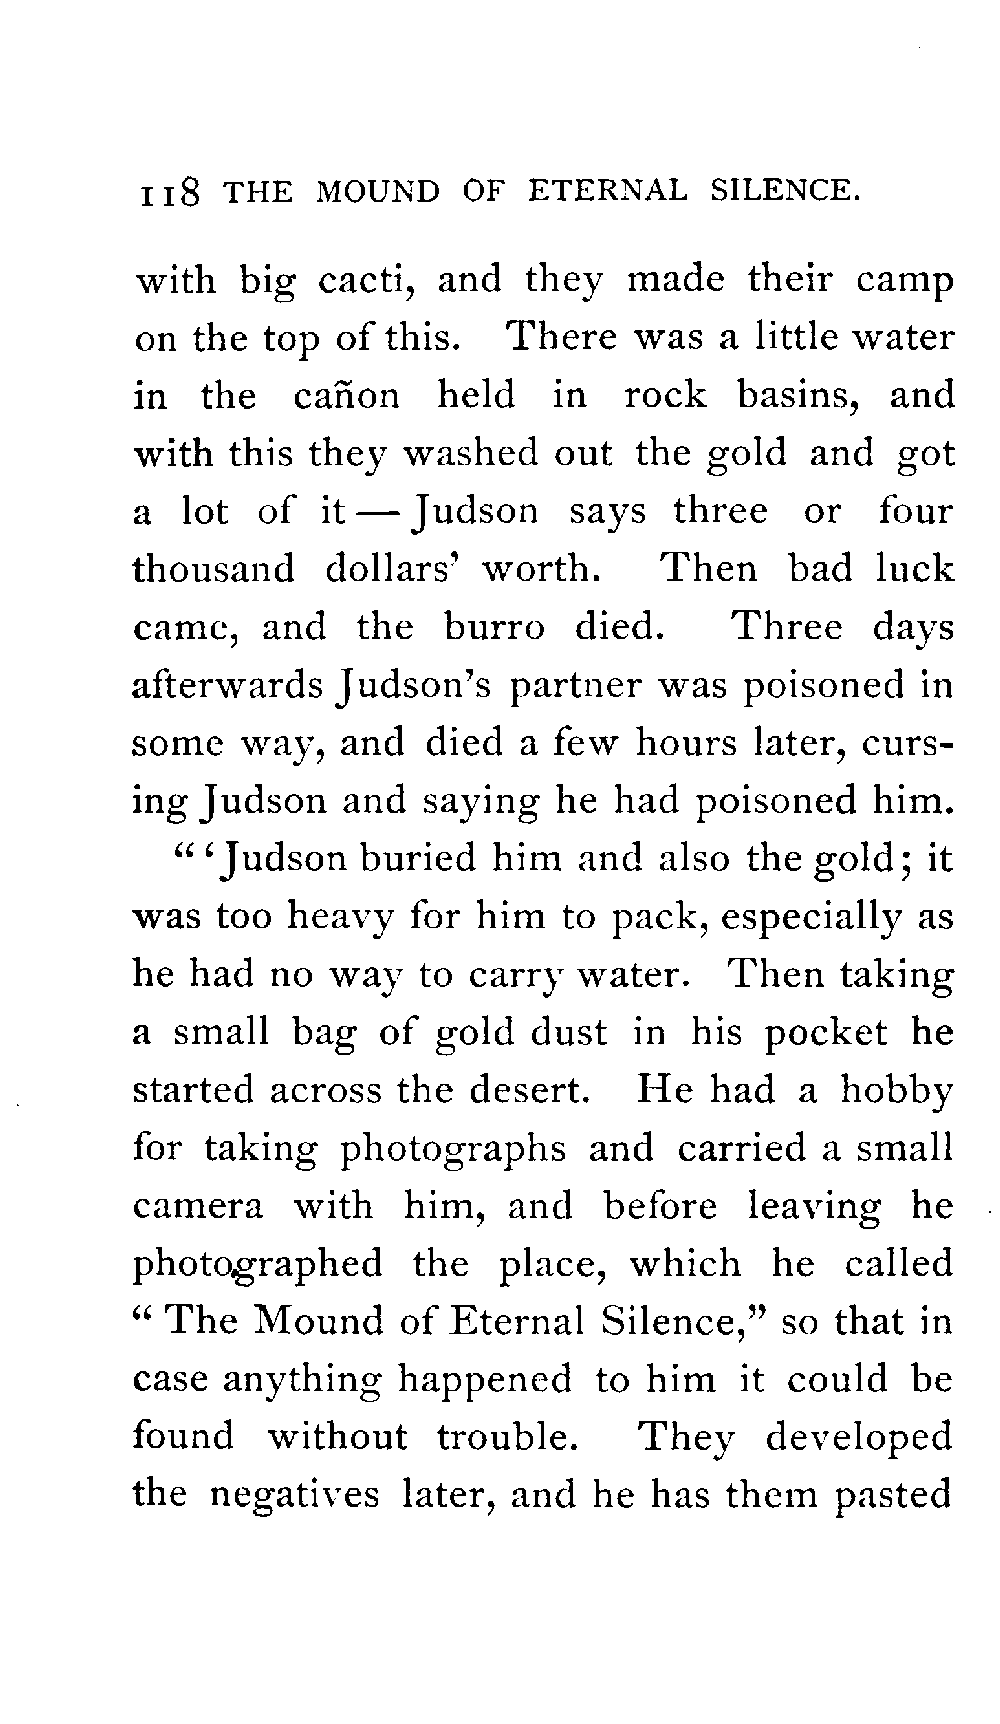 118 THE MOUND OF ETERNAL SILENCE.
with big cacti, and they made their camp
on the top of this. There was a little water
in the cañon held in rock basins, and
with this they washed out the gold and got
a lot of it — Judson says three or four
thousand dollars' worth. Then bad luck
came, and the burro died. Three days
afterwards Judson's partner was poisoned in
some way, and died a few hours later, curs-
ing Judson and saying he had poisoned him.
" 'Judson buried him and also the gold; it
was too heavy for him to pack, especially as
he had no way to carry water. Then taking
a small bag of gold dust in his pocket he
started across the desert. He had a hobby
for taking photographs and carried a small
camera with him, and before leaving he
photographed the place, which he called
" The Mound of Eternal Silence," so that in
case anything happened to him it could be
found without trouble. They developed
the negatives later, and he has them pasted